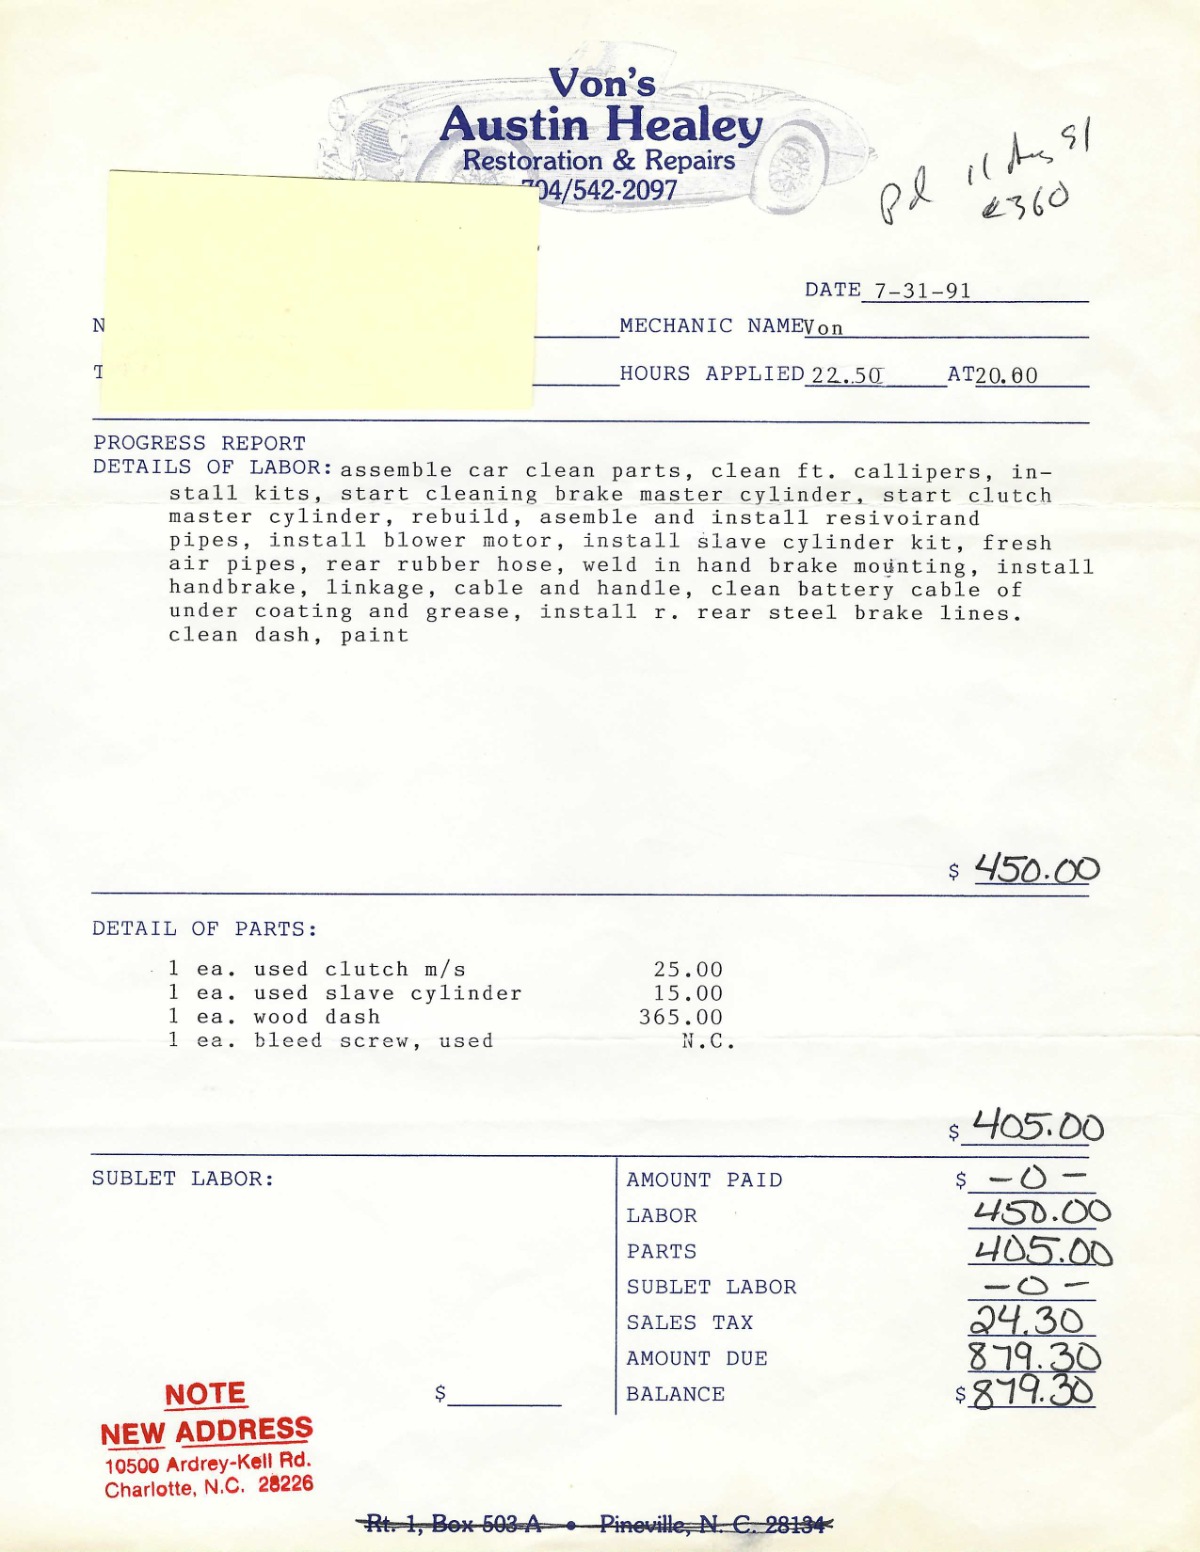 Von's
Austin Healey
Restoration & Repairs
704/542-2097
pd 11 Aug 91
#360
DATE 7-31-91
N MECHANIC NAME Von
T HOURS APPLIED 22.50 AT 20.00
PROGRESS REPORT
DETAILS OF LABOR: assemble car clean parts, clean ft. callipers, in-
stall kits, start cleaning brake master cylinder, start clutch
master cylinder, rebuild, asemble and install resivoirand
pipes, install blower motor, install slave cylinder kit, fresh
air pipes, rear rubber hose, weld in hand brake mounting, install
handbrake, linkage, cable and handle, clean battery cable of
under coating and grease, install r. rear steel brake lines.
clean dash, paint
$ 450.00
DETAIL OF PARTS:
1 ea. used clutch m/s 25.00
1 ea. used slave cylinder 15.00
1 ea. wood dash 365.00
1 ea. bleed screw, used N.C.
$ 405.00
SUBLET LABOR:
$
AMOUNT PAID $ -0-
LABOR 450.00
PARTS 405.00
SUBLET LABOR -0-
SALES TAX 24.30
AMOUNT DUE 879.30
BALANCE $ 879.30
NOTE
NEW ADDRESS
10500 Ardrey-Kell Rd.
Charlotte, N.C. 28226
Rt. 1, Box 503-A • Pineville, N. C. 28134